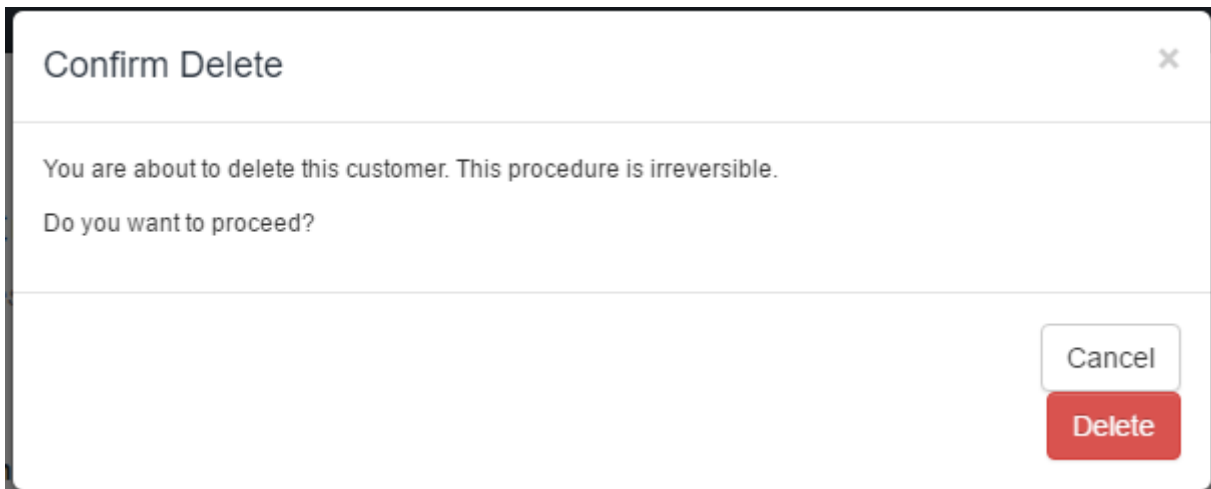 Confirm Delete ×
You are about to delete this customer. This procedure is irreversible.
Do you want to proceed?
Cancel
Delete